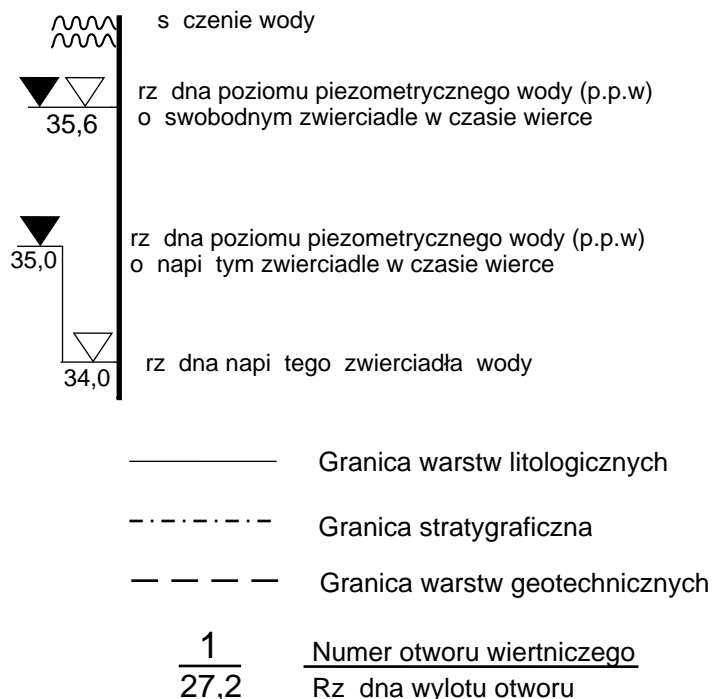 s czenie wody
rz dna poziomu piezometrycznego wody (p.p.w)
o swobodnym zwierciadle w czasie wierce
35,6
rz dna poziomu piezometrycznego wody (p.p.w)
o napi tym zwierciadle w czasie wierce
35,0
rz dna napi tego zwierciadła wody
34,0
Granica warstw litologicznych
Granica stratygraficzna
Granica warstw geotechnicznych
1 Numer otworu wiertniczego
27,2 Rz dna wylotu otworu